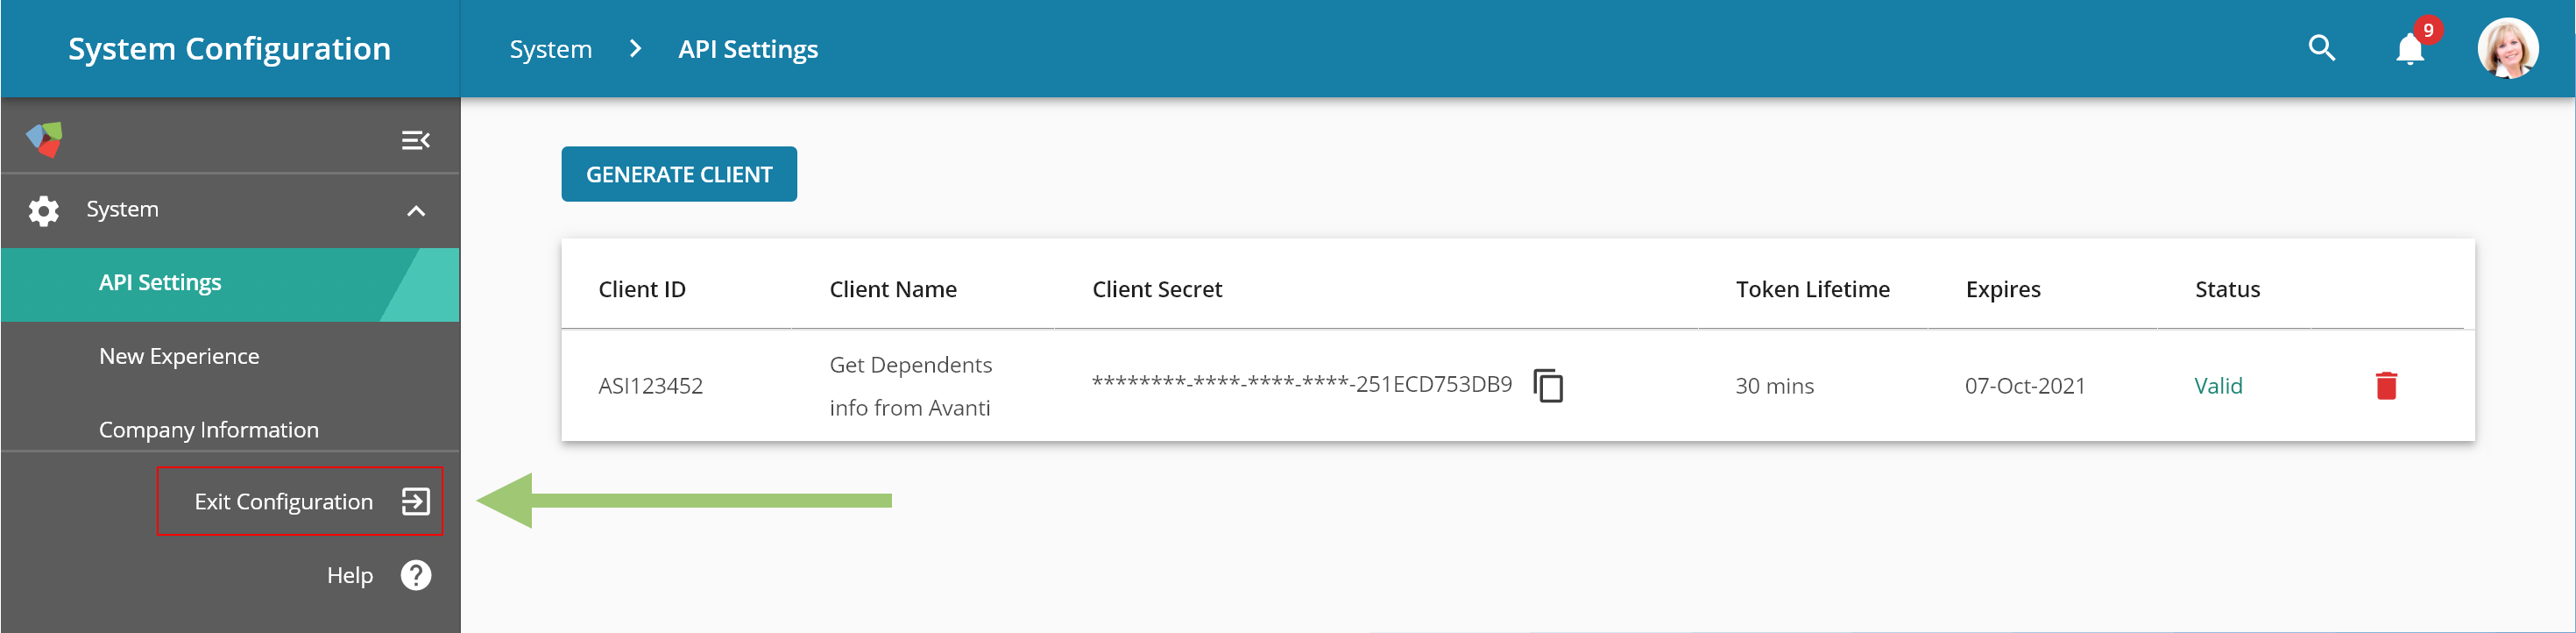 System Configuration
System > API Settings
9
System
API Settings
New Experience
Company Information
Exit Configuration
Help
GENERATE CLIENT
Client ID Client Name Client Secret Token Lifetime Expires Status
ASI123452 Get Dependents info from Avanti ********-****-****-****-251ECD753DB9 30 mins 07-Oct-2021 Valid